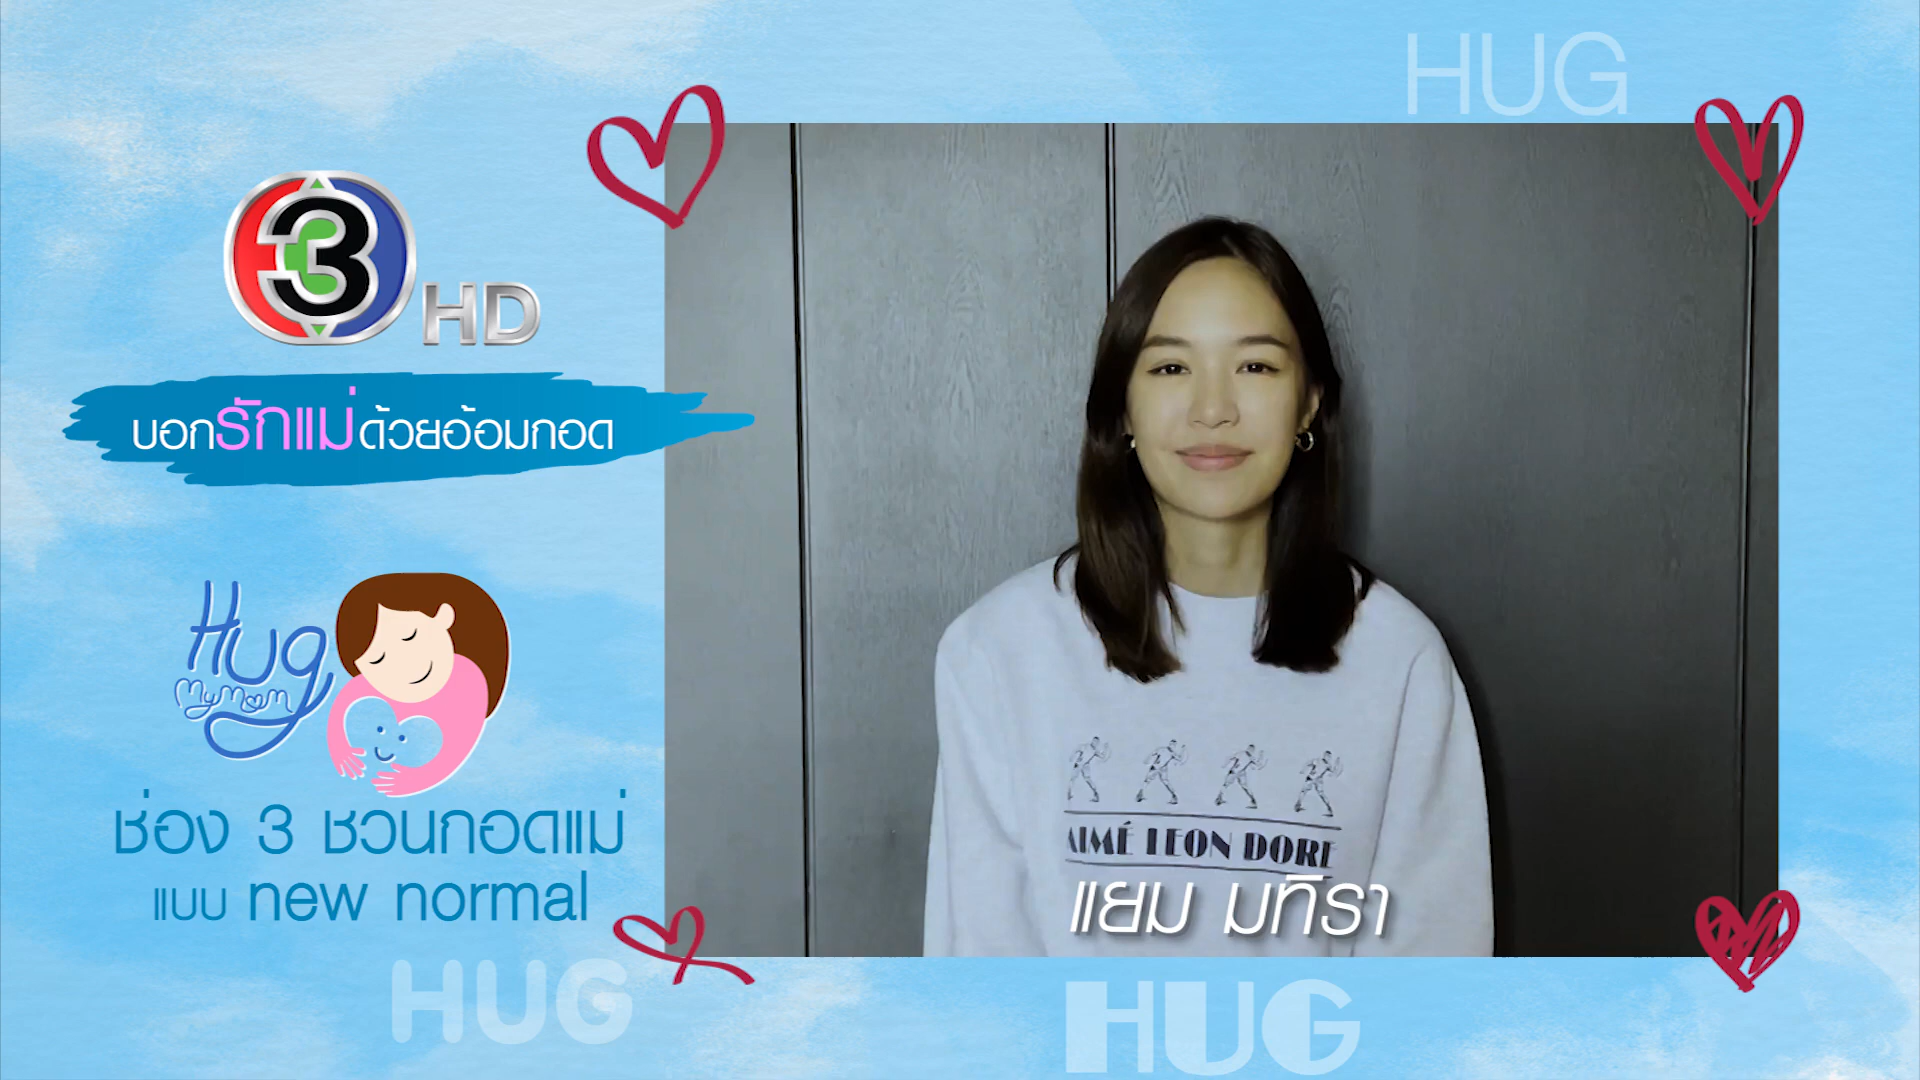 HUG
3 HD
บอกรักแม่ด้วยอ้อมกอด
Hug
My Mom
ช่อง 3 ชวนกอดแม่
แบบ new normal
AIMÉ LEON DORE
แยม มทิรา
HUG
HUG